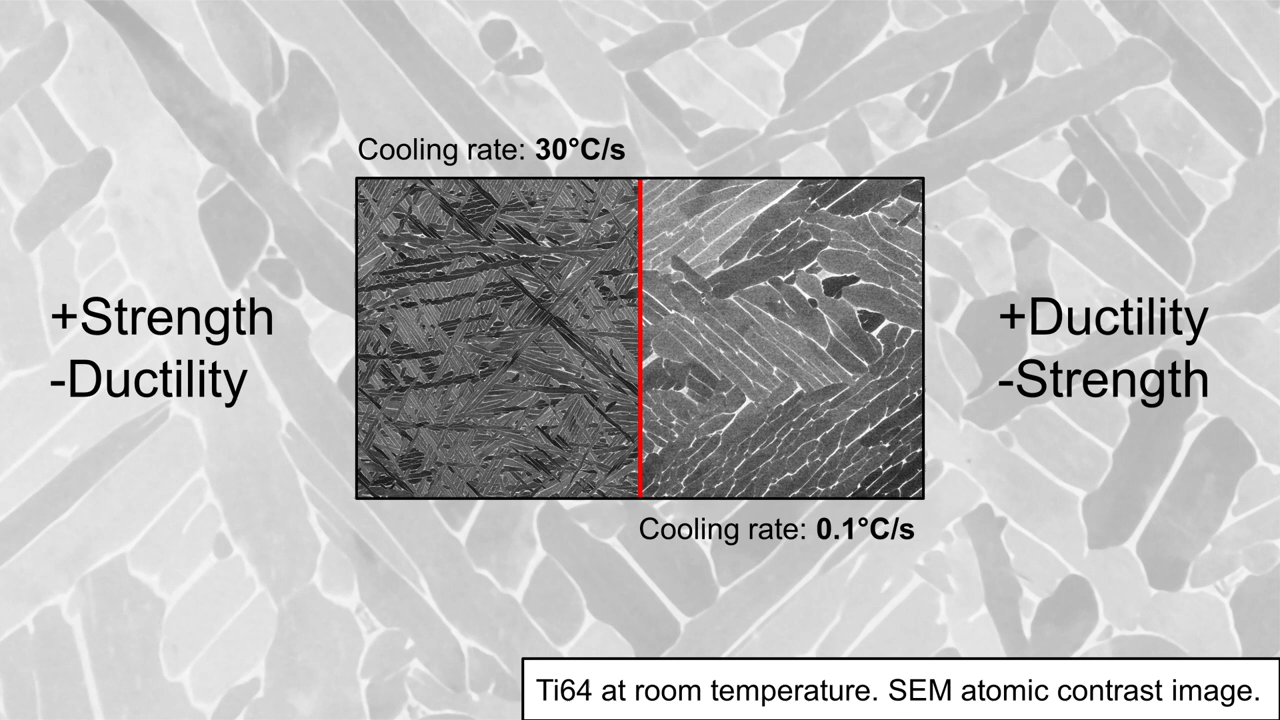 Cooling rate: 30°C/s
+Strength
-Ductility
+Ductility
-Strength
Cooling rate: 0.1°C/s
Ti64 at room temperature. SEM atomic contrast image.